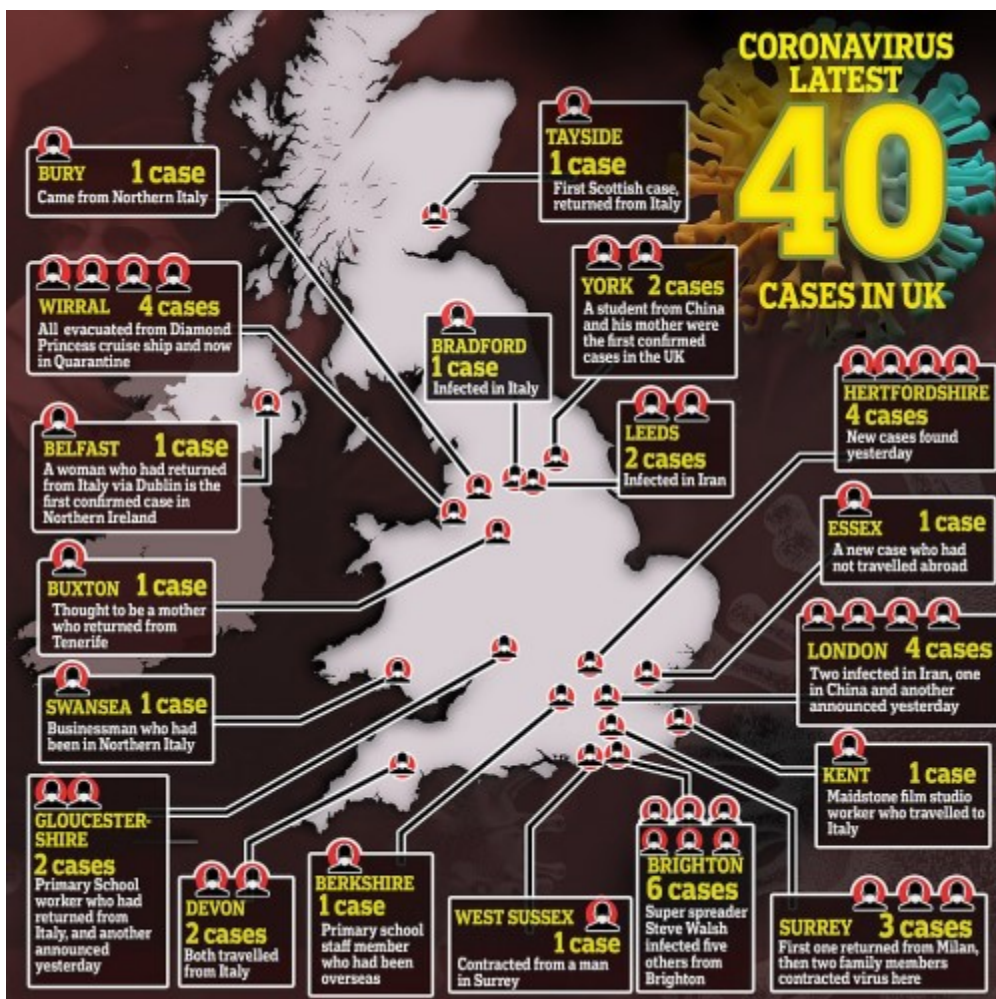 CORONAVIRUS
LATEST
40
CASES IN UK
BURY 1 case
Came from Northern Italy
TAYSIDE
1 case
First Scottish case,
returned from Italy
WIRRAL 4 cases
All evacuated from Diamond
Princess cruise ship and now
in Quarantine
YORK 2 cases
A student from China
and his mother were
the first confirmed
cases in the UK
BRADFORD
1 case
Infected in Italy
HERTFORDSHIRE
4 cases
New cases found
yesterday
BELFAST 1 case
A woman who had returned
from Italy via Dublin is the
first confirmed case in
Northern Ireland
LEEDS
2 cases
Infected in Iran
ESSEX 1 case
A new case who had
not travelled abroad
BUXTON 1 case
Thought to be a mother
who returned from
Tenerife
LONDON 4 cases
Two infected in Iran, one
in China and another
announced yesterday
SWANSEA 1 case
Businessman who had
been in Northern Italy
KENT 1 case
Maidstone film studio
worker who travelled to
Italy
GLOUCESTER-
SHIRE
2 cases
Primary School
worker who had
returned from
Italy, and another
announced
yesterday
DEVON
2 cases
Both travelled
from Italy
BERKSHIRE
1 case
Primary school
staff member
who had been
overseas
WEST SUSSEX
1 case
Contracted from a man
in Surrey
BRIGHTON
6 cases
Super spreader
Steve Walsh
infected five
others from
Brighton
SURREY 3 cases
First one returned from Milan,
then two family members
contracted virus here